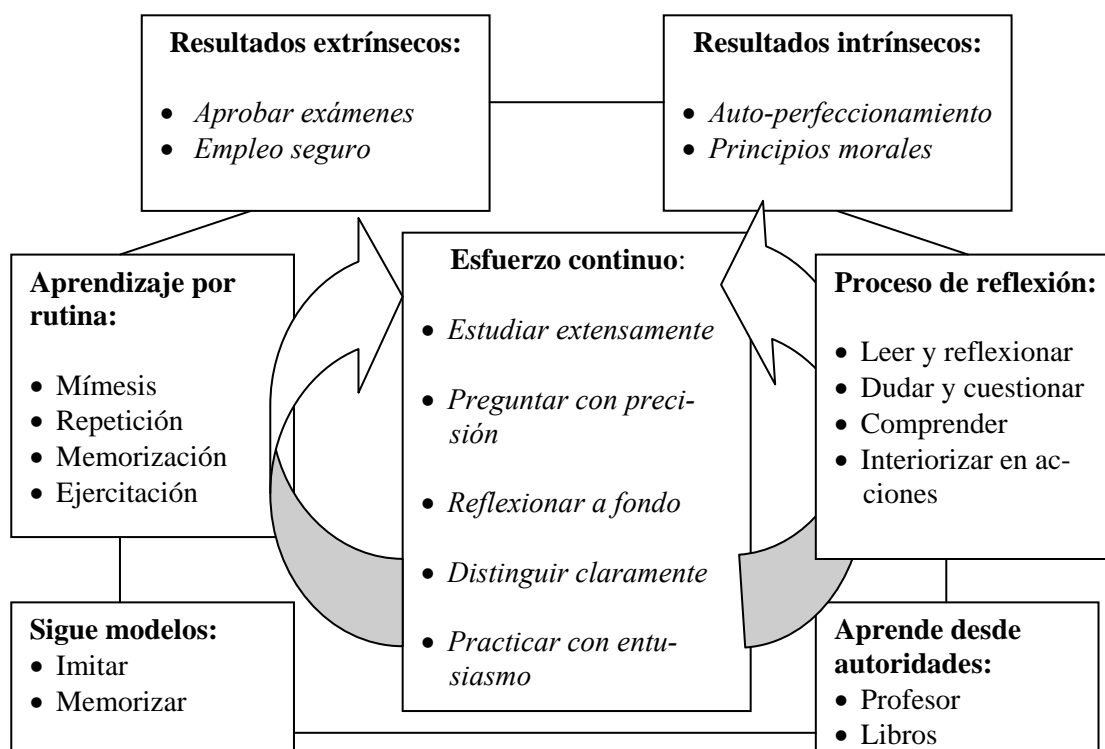 Resultados extrínsecos:
• Aprobar exámenes
• Empleo seguro
Resultados intrínsecos:
• Auto-perfeccionamiento
• Principios morales
Aprendizaje por
rutina:
• Mímesis
• Repetición
• Memorización
• Ejercitación
Esfuerzo continuo:
• Estudiar extensamente
• Preguntar con preci-
sión
• Reflexionar a fondo
• Distinguir claramente
• Practicar con entu-
siasmo
Proceso de reflexión:
• Leer y reflexionar
• Dudar y cuestionar
• Comprender
• Interiorizar en ac-
ciones
Sigue modelos:
• Imitar
• Memorizar
Aprende desde
autoridades:
• Profesor
• Libros